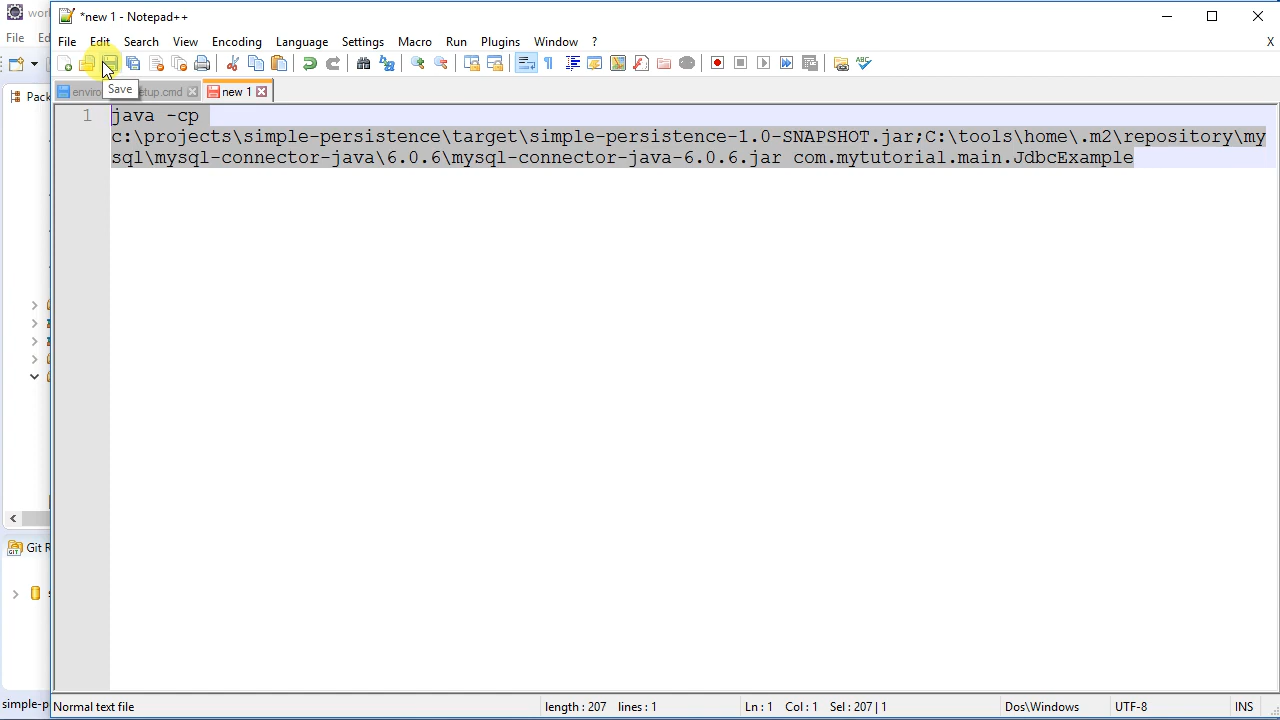 *new 1 - Notepad++
File Edit Search View Encoding Language Settings Macro Run Plugins Window ?
X
Save
new 1
1
java -cp
c:\projects\simple-persistence\target\simple-persistence-1.0-SNAPSHOT.jar;C:\tools\home\.m2\repository\my
sql\mysql-connector-java\6.0.6\mysql-connector-java-6.0.6.jar com.mytutorial.main.JdbcExample
File
Pack
Git R
simple-p
Normal text file
length : 207 lines : 1
Ln : 1 Col : 1 Sel : 207 | 1
Dos\Windows
UTF-8
INS